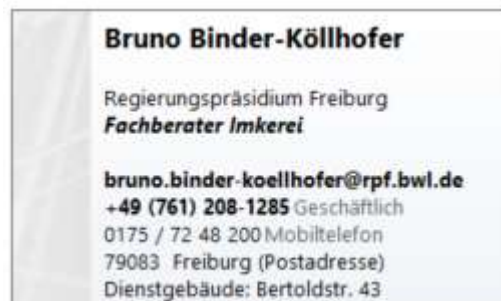 Bruno Binder-Köllhofer
Regierungspräsidium Freiburg
Fachberater Imkerei
bruno.binder-koellhofer@rpf.bwl.de
+49 (761) 208-1285 Geschäftlich
0175 / 72 48 200 Mobiltelefon
79083 Freiburg (Postadresse)
Dienstgebäude: Bertoldstr. 43